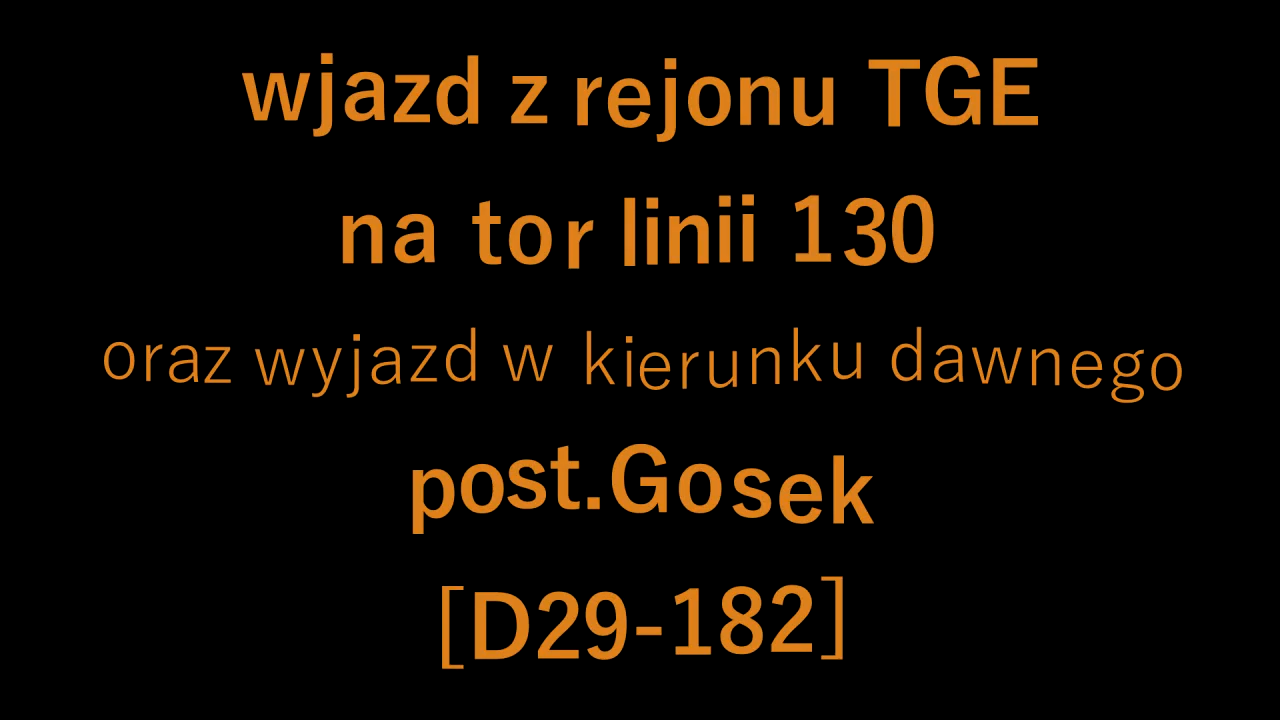 wjazd z rejonu TGE
na tor linii 130
oraz wyjazd w kierunku dawnego
post.Gosek
[D29-182]